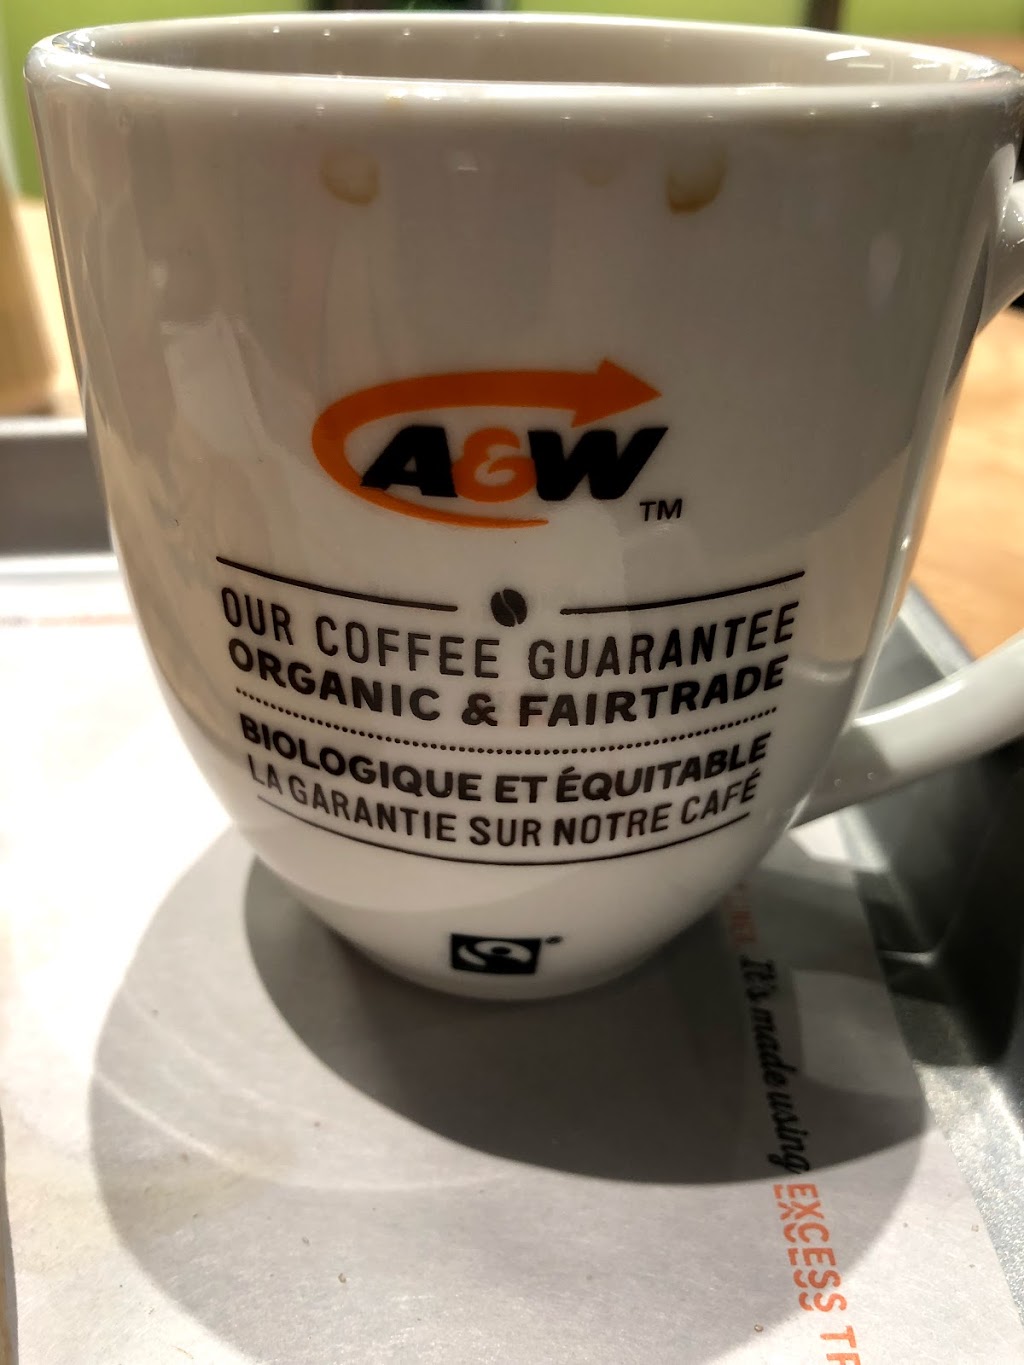 A&W
TM
OUR COFFEE GUARANTEE
ORGANIC & FAIRTRADE
BIOLOGIQUE ET ÉQUITABLE
LA GARANTIE SUR NOTRE CAFÉ
It's made using
EXCESS